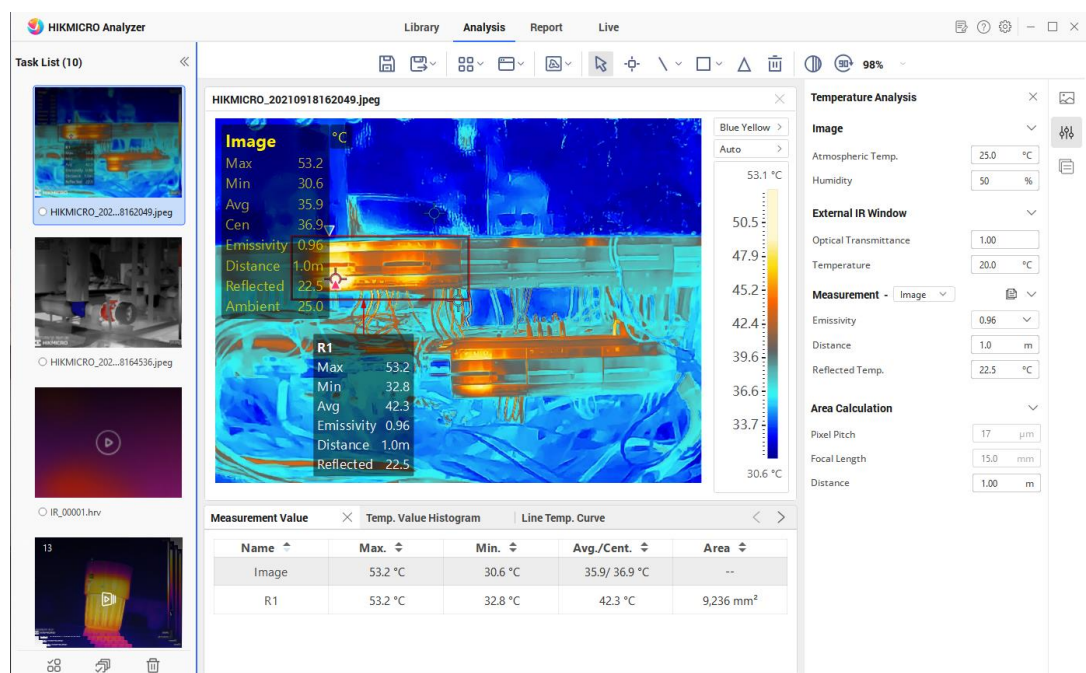 HIKMICRO Analyzer
Library Analysis Report Live
Task List (10)
98%
HIKMICRO_202...8162049.jpeg
HIKMICRO_202...8164536.jpeg
IR_00001.hrv
13
HIKMICRO_20210918162049.jpeg
Image °C
Max 53.2
Min 30.6
Avg 35.9
Cen 36.9
Emissivity 0.96
Distance 1.0m
Reflected 22.5
Ambient 25.0
R1
Max 53.2
Min 32.8
Avg 42.3
Emissivity 0.96
Distance 1.0m
Reflected 22.5
Blue Yellow
Auto
53.1 °C
50.5
47.9
45.2
42.4
39.6
36.6
33.7
30.6 °C
Measurement Value Temp. Value Histogram Line Temp. Curve
Name Max. Min. Avg./Cent. Area
Image 53.2 °C 30.6 °C 35.9/ 36.9 °C --
R1 53.2 °C 32.8 °C 42.3 °C 9,236 mm²
Temperature Analysis
Image
Atmospheric Temp. 25.0 °C
Humidity 50 %
External IR Window
Optical Transmittance 1.00
Temperature 20.0 °C
Measurement - Image
Emissivity 0.96
Distance 1.0 m
Reflected Temp. 22.5 °C
Area Calculation
Pixel Pitch 17 μm
Focal Length 15.0 mm
Distance 1.00 m